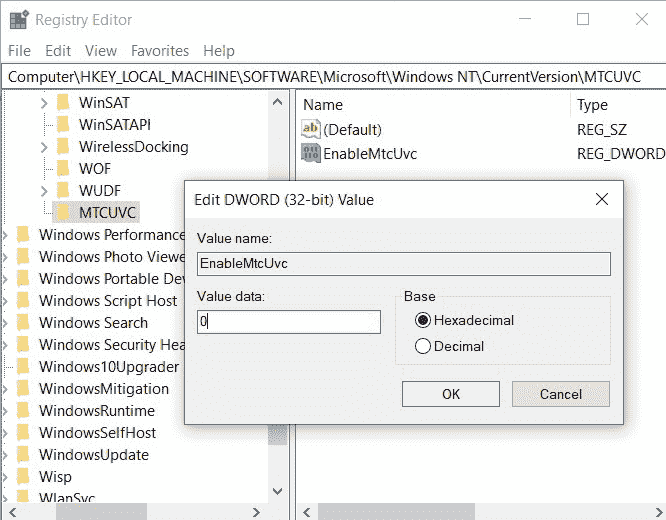 Registry Editor
File Edit View Favorites Help
Computer\HKEY_LOCAL_MACHINE\SOFTWARE\Microsoft\Windows NT\CurrentVersion\MTCUVC
WinSAT
WinSATAPI
WirelessDocking
WOF
WUDF
MTCUVC
Windows Performance
Windows Photo Viewe
Windows Portable Dev
Windows Script Host
Windows Search
Windows Security Hea
Windows10Upgrader
WindowsMitigation
WindowsRuntime
WindowsSelfHost
WindowsUpdate
Wisp
WlanSvc
Name Type
(Default) REG_SZ
EnableMtcUvc REG_DWORD
Edit DWORD (32-bit) Value
Value name:
EnableMtcUvc
Value data:
0
Base
Hexadecimal
Decimal
OK Cancel